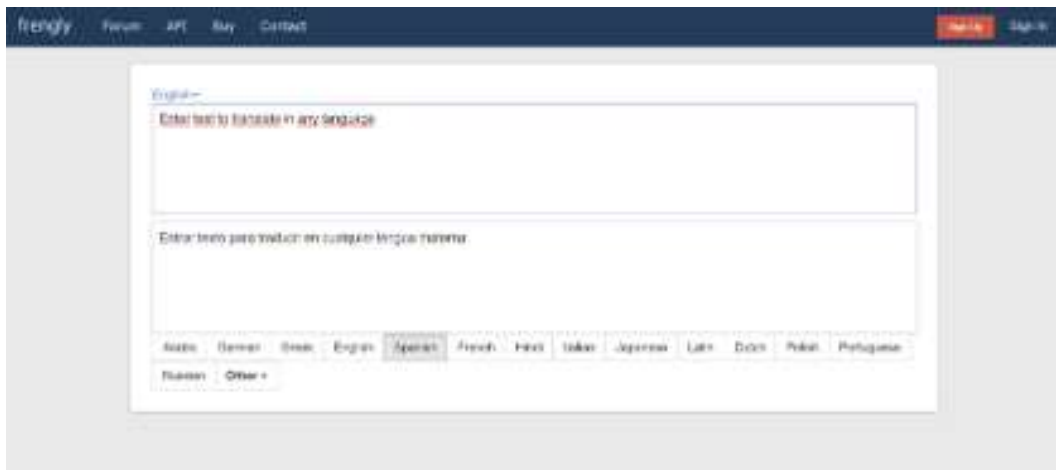 frengly Forum API Buy Contact Sign Up Sign In
English
Enter text to translate in any language
Entrar texto para traducir en cualquier lengua materna
Arabic German Greek English Spanish French Hindi Italian Japanese Latin Dutch Polish Portuguese
Russian Other